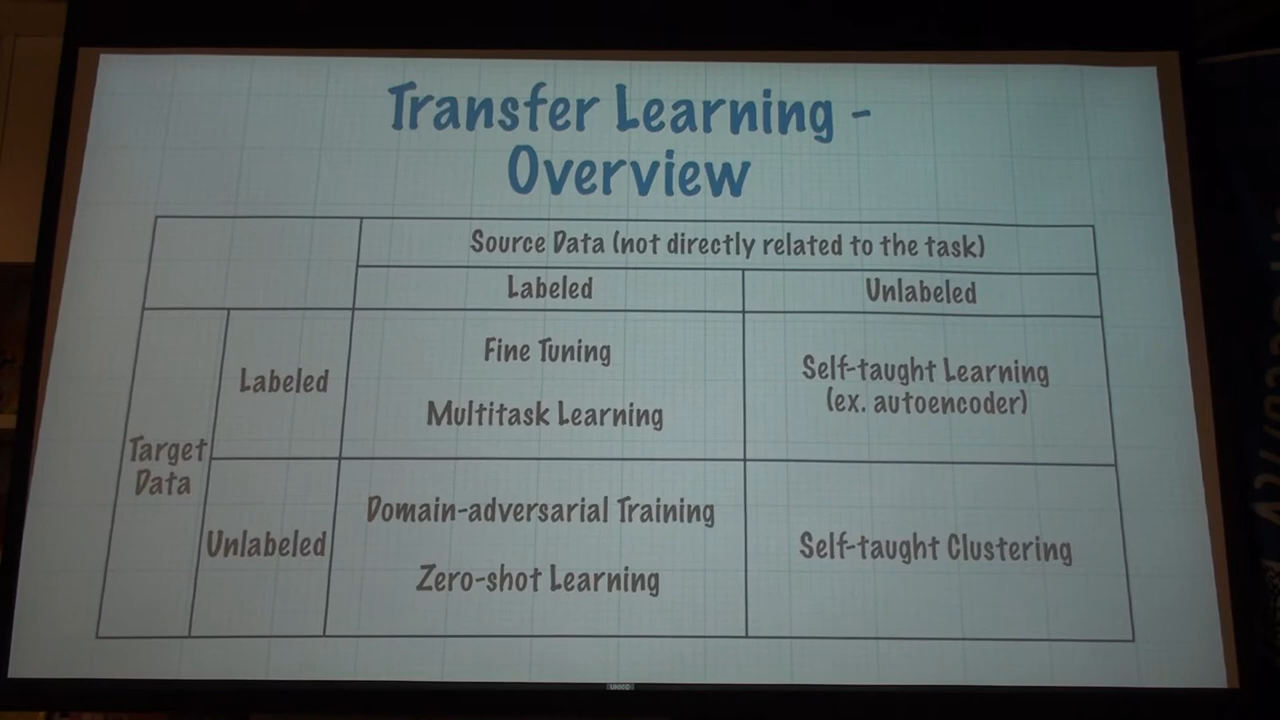 Transfer Learning -
Overview
Source Data (not directly related to the task)
Labeled
Unlabeled
Target
Data
Labeled
Fine Tuning
Multitask Learning
Self-taught Learning
(ex. autoencoder)
Unlabeled
Domain-adversarial Training
Zero-shot Learning
Self-taught Clustering